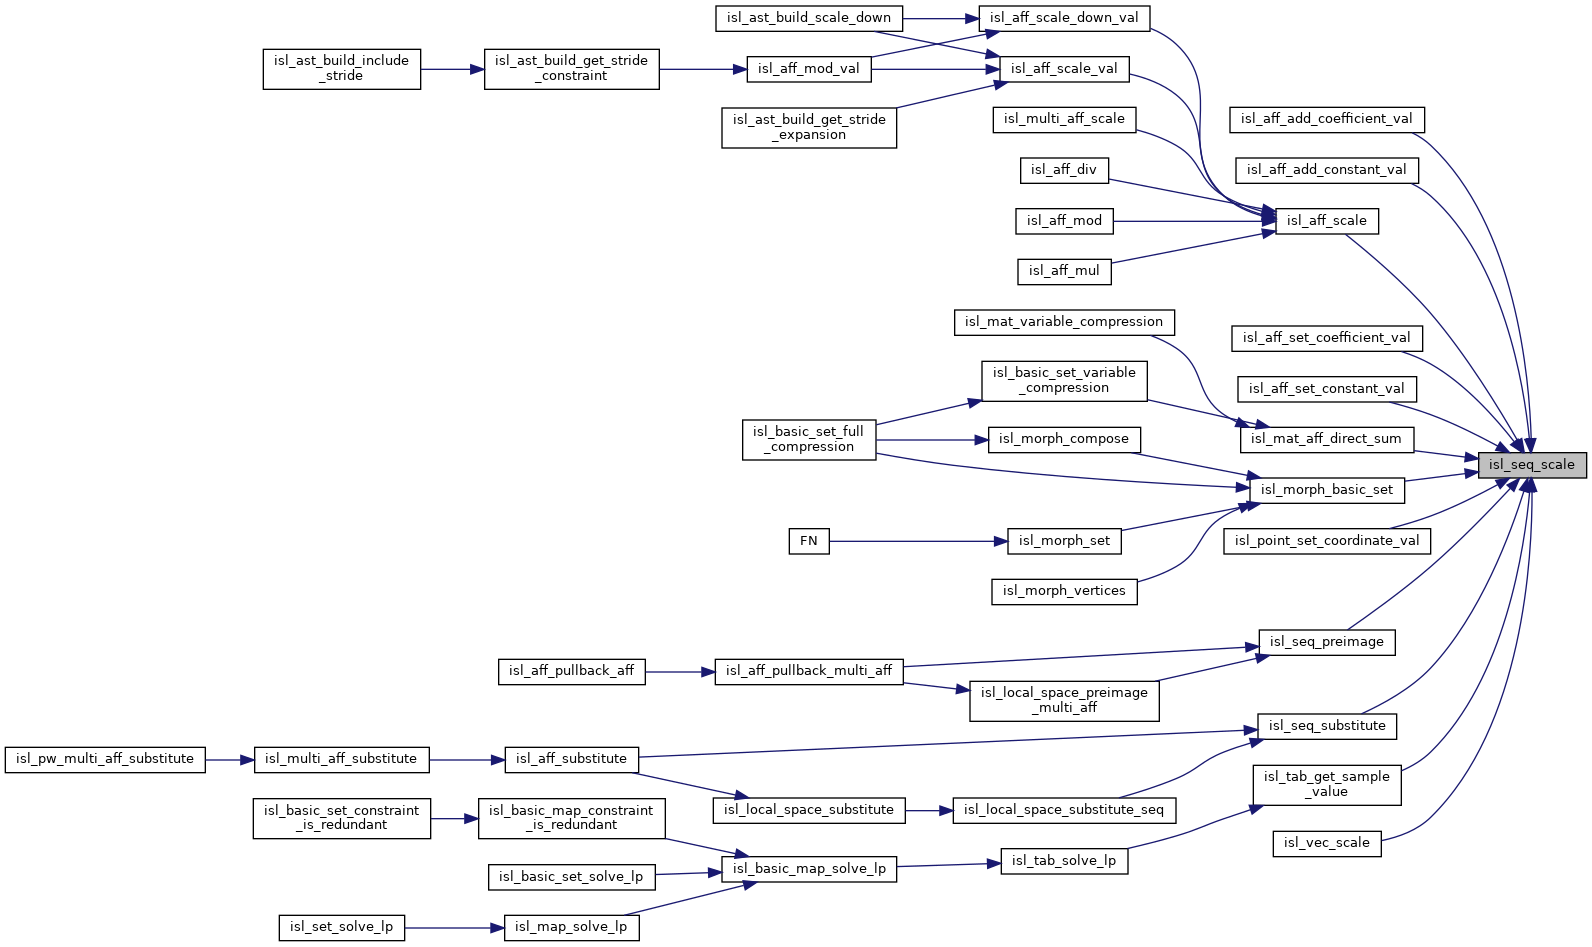 isl_ast_build_scale_down
isl_aff_scale_down_val
isl_ast_build_include
_stride
isl_ast_build_get_stride
_constraint
isl_aff_mod_val
isl_aff_scale_val
isl_ast_build_get_stride
_expansion
isl_multi_aff_scale
isl_aff_add_coefficient_val
isl_aff_div
isl_aff_add_constant_val
isl_aff_mod
isl_aff_scale
isl_aff_mul
isl_mat_variable_compression
isl_aff_set_coefficient_val
isl_basic_set_variable
_compression
isl_aff_set_constant_val
isl_basic_set_full
_compression
isl_morph_compose
isl_mat_aff_direct_sum
isl_seq_scale
isl_morph_basic_set
FN
isl_morph_set
isl_point_set_coordinate_val
isl_morph_vertices
isl_seq_preimage
isl_aff_pullback_aff
isl_aff_pullback_multi_aff
isl_local_space_preimage
_multi_aff
isl_seq_substitute
isl_pw_multi_aff_substitute
isl_multi_aff_substitute
isl_aff_substitute
isl_tab_get_sample
_value
isl_local_space_substitute
isl_local_space_substitute_seq
isl_basic_set_constraint
_is_redundant
isl_basic_map_constraint
_is_redundant
isl_vec_scale
isl_basic_map_solve_lp
isl_tab_solve_lp
isl_basic_set_solve_lp
isl_set_solve_lp
isl_map_solve_lp